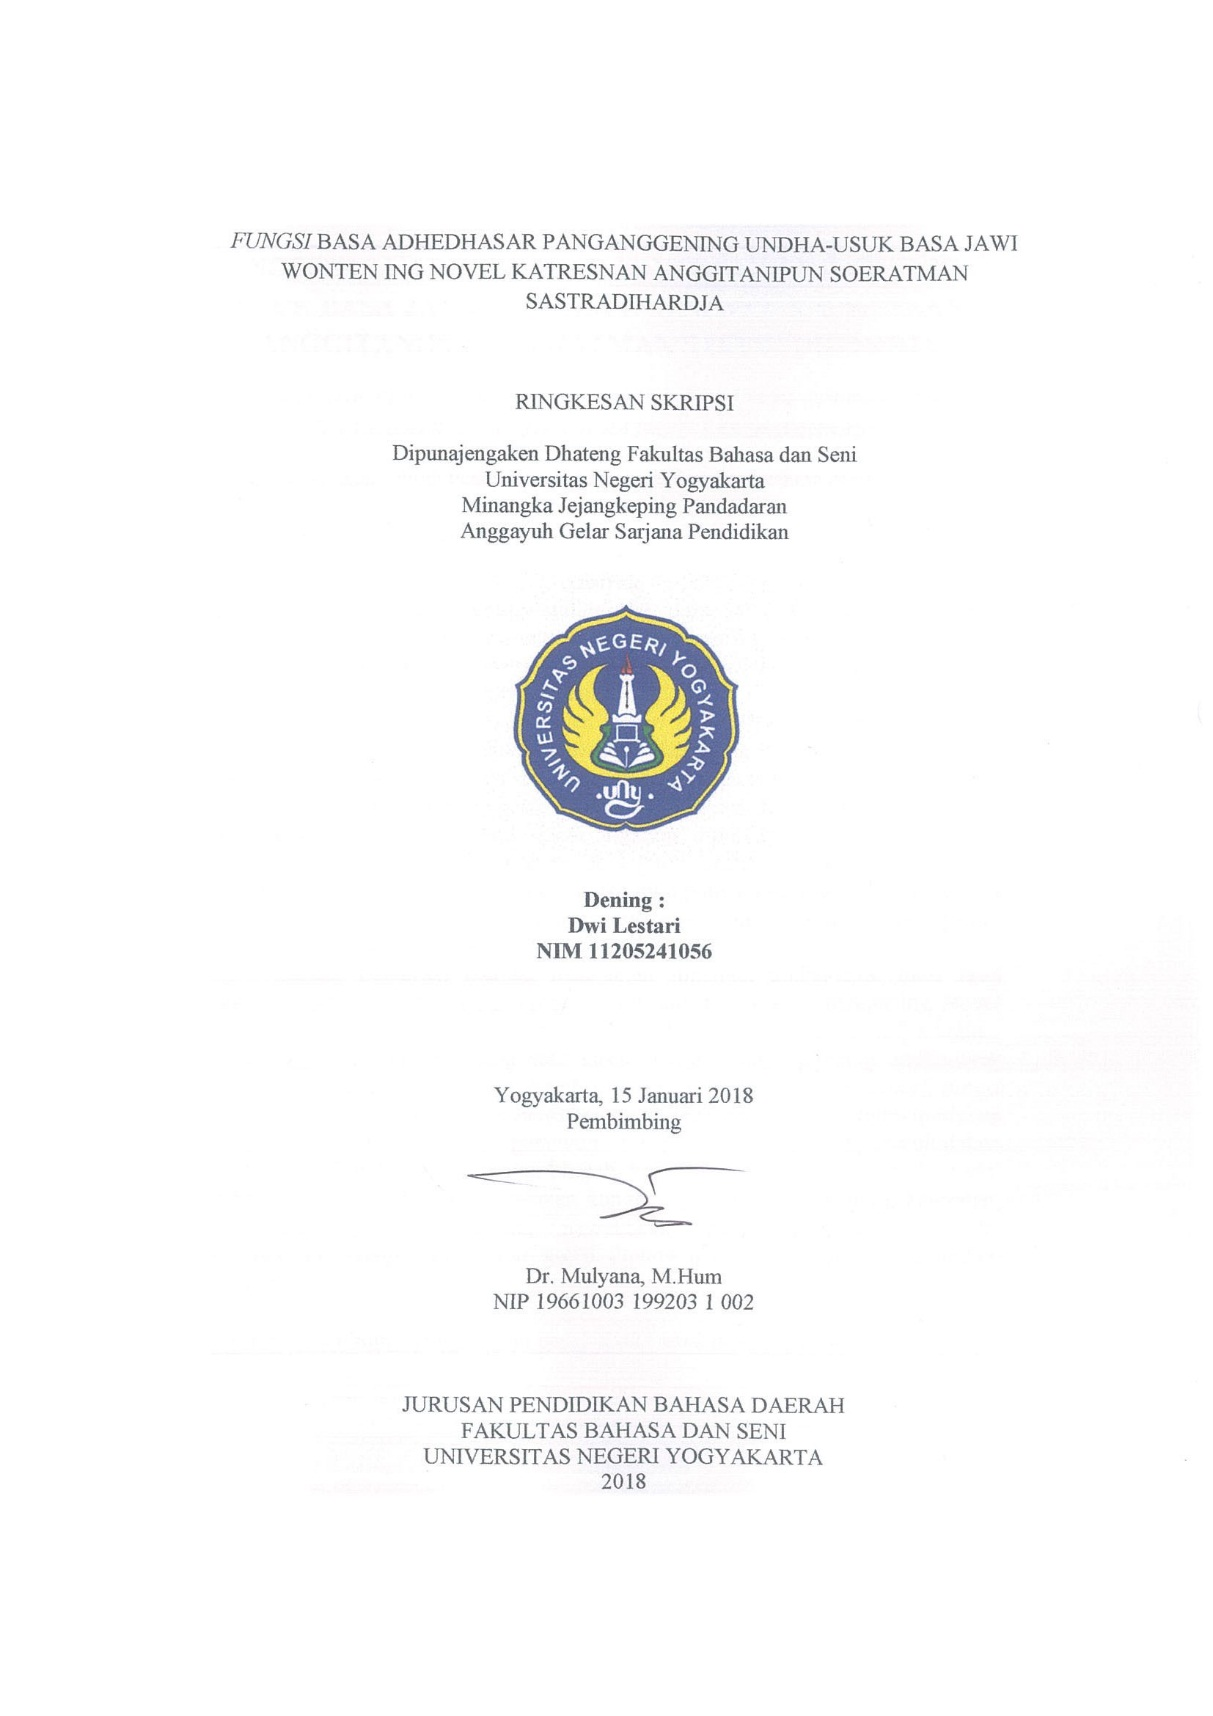 FUNGSI BASA ADHEDHASAR PANGANGGENING UNDHA-USUK BASA JAWI
WONTEN ING NOVEL KATRESNAN ANGGITANIPUN SOERATMAN
SASTRADIHARDJA
RINGKESAN SKRIPSI
Dipunajengaken Dhateng Fakultas Bahasa dan Seni
Universitas Negeri Yogyakarta
Minangka Jejangkeping Pandadaran
Anggayuh Gelar Sarjana Pendidikan
UNIVERSITAS NEGERI YOGYAKARTA
uny
Dening :
Dwi Lestari
NIM 11205241056
Yogyakarta, 15 Januari 2018
Pembimbing
Dr. Mulyana, M.Hum
NIP 19661003 199203 1 002
JURUSAN PENDIDIKAN BAHASA DAERAH
FAKULTAS BAHASA DAN SENI
UNIVERSITAS NEGERI YOGYAKARTA
2018